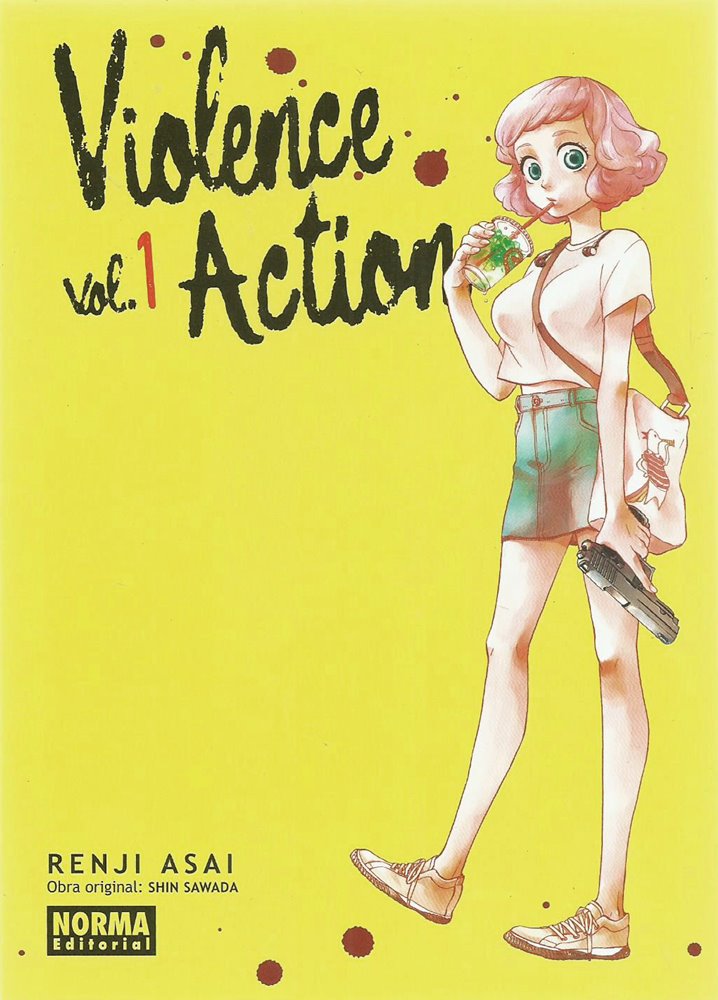 Violence
vol.1 Action
RENJI ASAI
Obra original: SHIN SAWADA
NORMA
Editorial